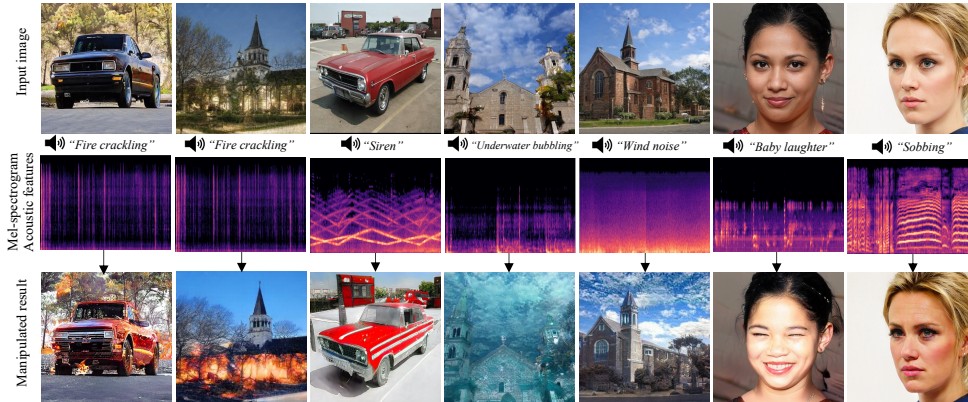 Input image
“Fire crackling”
“Fire crackling”
“Siren”
“Underwater bubbling”
“Wind noise”
“Baby laughter”
“Sobbing”
Mel-spectrogram
Acoustic features
Manipulated result